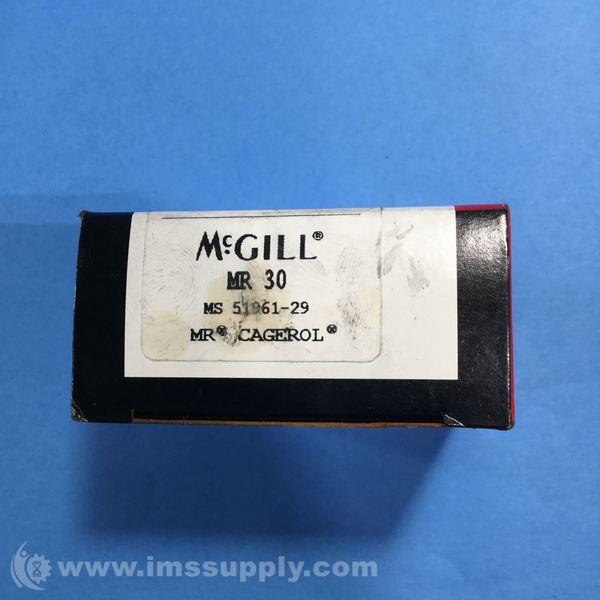 McGILL®
MR 30
MS 51961-29
MR® CAGEROL®
www.imssupply.com